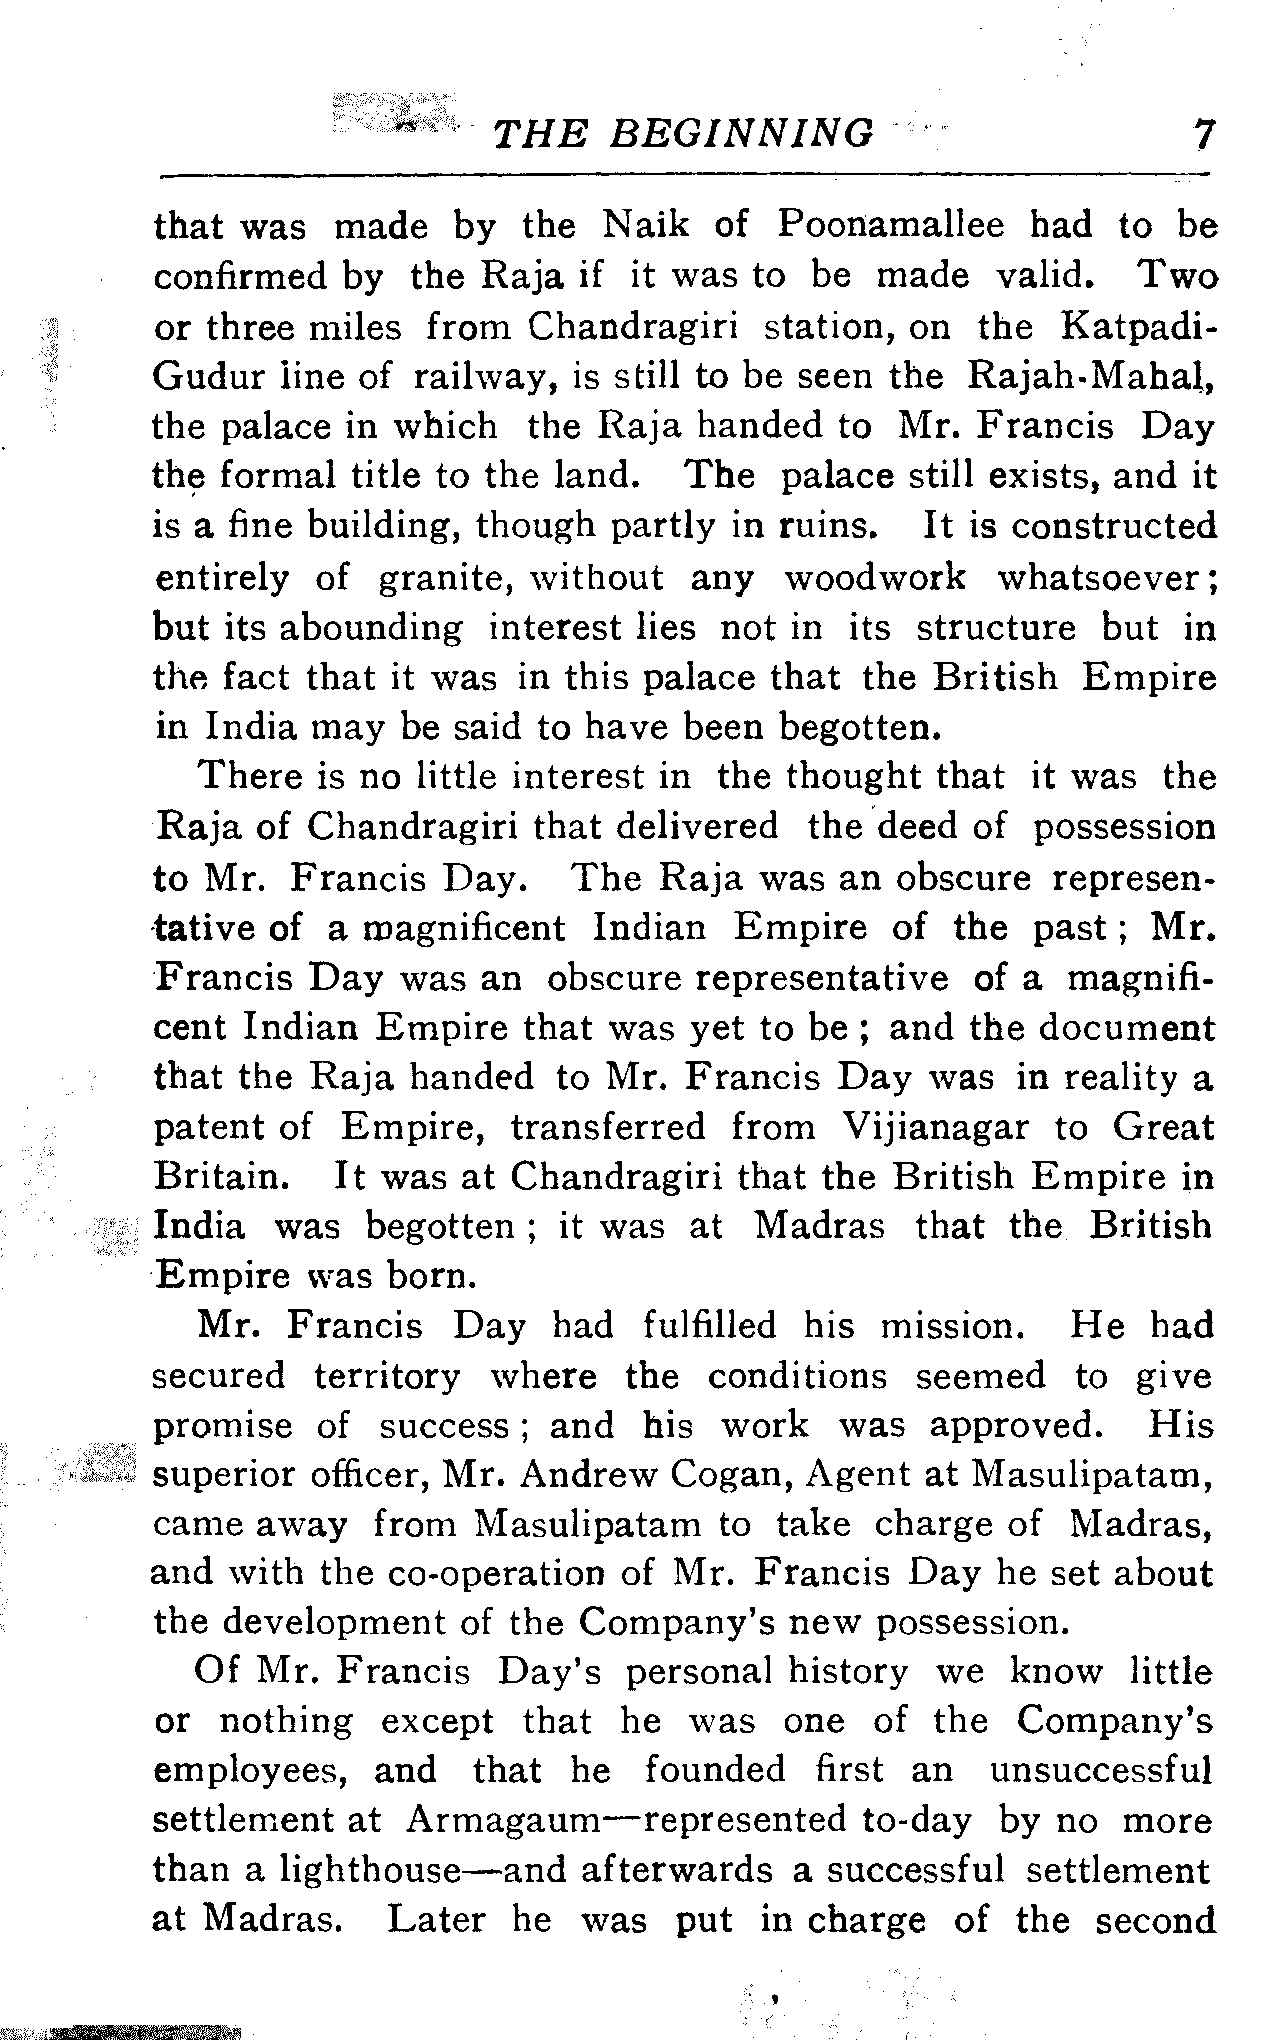 THE BEGINNING 7
that was made by the Naik of Poonamallee had to be
confirmed by the Raja if it was to be made valid. Two
or three miles from Chandragiri station, on the Katpadi-
Gudur line of railway, is still to be seen the Rajah-Mahal,
the palace in which the Raja handed to Mr. Francis Day
the formal title to the land. The palace still exists, and it
is a fine building, though partly in ruins. It is constructed
entirely of granite, without any woodwork whatsoever;
but its abounding interest lies not in its structure but in
the fact that it was in this palace that the British Empire
in India may be said to have been begotten.
There is no little interest in the thought that it was the
Raja of Chandragiri that delivered the deed of possession
to Mr. Francis Day. The Raja was an obscure represen-
tative of a magnificent Indian Empire of the past; Mr.
Francis Day was an obscure representative of a magnifi-
cent Indian Empire that was yet to be; and the document
that the Raja handed to Mr. Francis Day was in reality a
patent of Empire, transferred from Vijianagar to Great
Britain. It was at Chandragiri that the British Empire in
India was begotten; it was at Madras that the British
Empire was born.
Mr. Francis Day had fulfilled his mission. He had
secured territory where the conditions seemed to give
promise of success; and his work was approved. His
superior officer, Mr. Andrew Cogan, Agent at Masulipatam,
came away from Masulipatam to take charge of Madras,
and with the co-operation of Mr. Francis Day he set about
the development of the Company's new possession.
Of Mr. Francis Day's personal history we know little
or nothing except that he was one of the Company's
employees, and that he founded first an unsuccessful
settlement at Armagaum—represented to-day by no more
than a lighthouse—and afterwards a successful settlement
at Madras. Later he was put in charge of the second